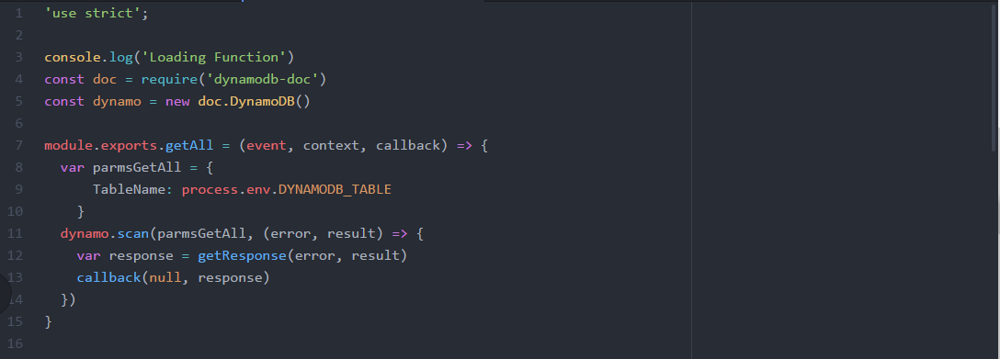 1 'use strict';
2
3 console.log('Loading Function')
4 const doc = require('dynamodb-doc')
5 const dynamo = new doc.DynamoDB()
6
7 module.exports.getAll = (event, context, callback) => {
8   var parmsGetAll = {
9       TableName: process.env.DYNAMODB_TABLE
10     }
11   dynamo.scan(parmsGetAll, (error, result) => {
12     var response = getResponse(error, result)
13     callback(null, response)
14   })
15 }
16